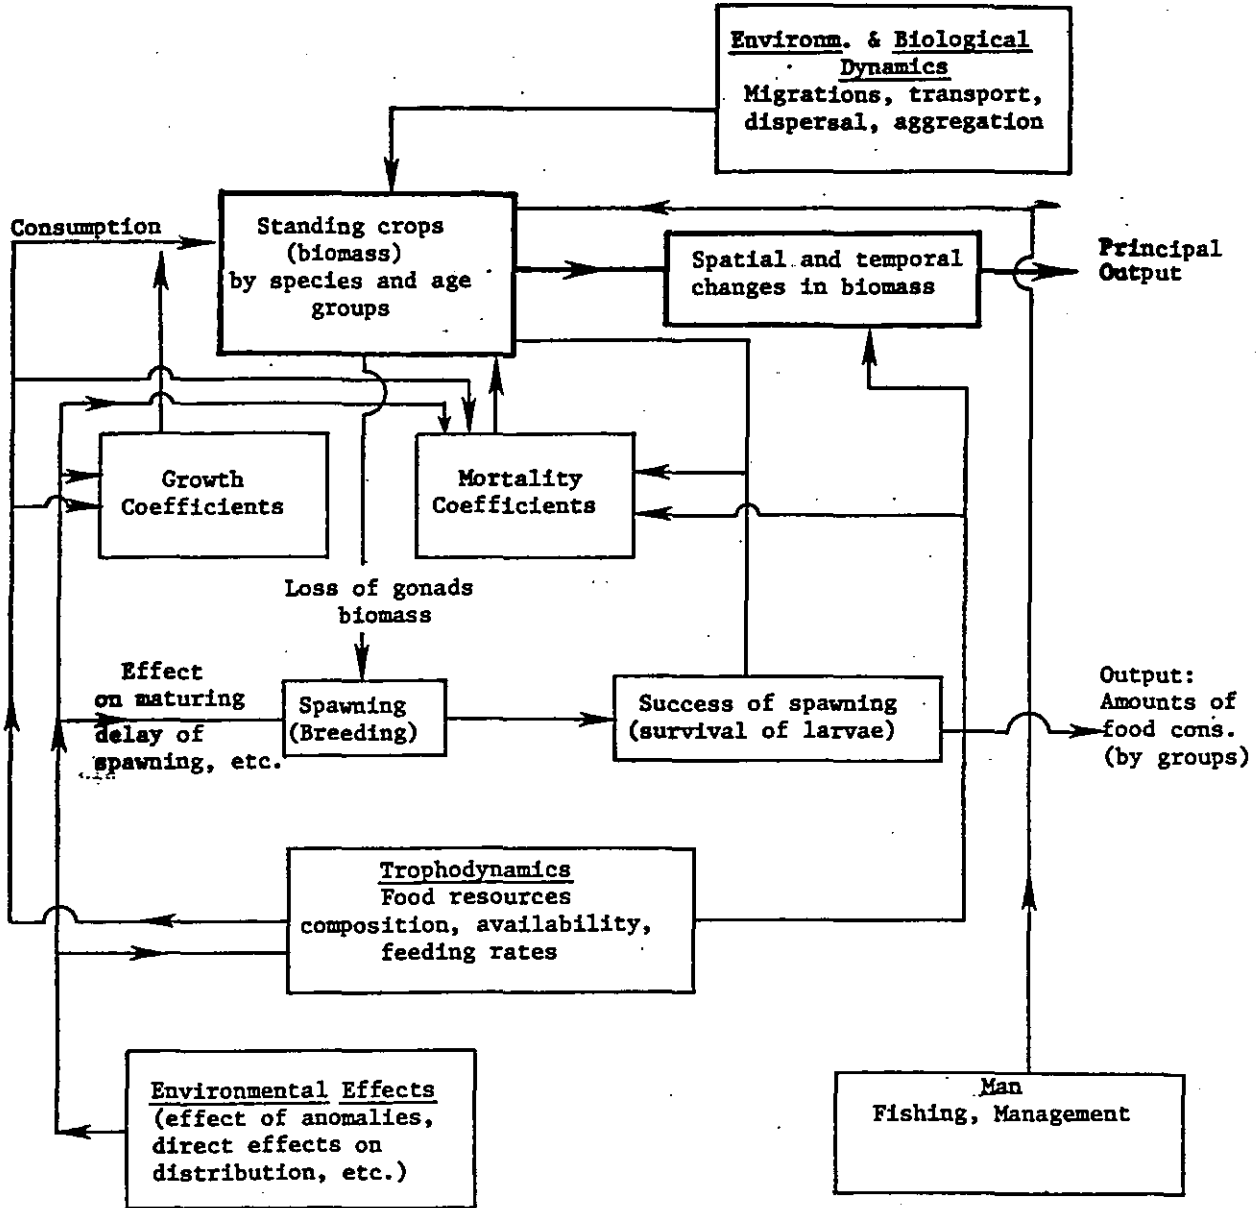 Environm. & Biological
Dynamics
Migrations, transport,
dispersal, aggregation
Consumption
Standing crops
(biomass)
by species and age
groups
Spatial and temporal
changes in biomass
Principal
Output
Growth
Coefficients
Mortality
Coefficients
Loss of gonads
biomass
Effect
on maturing
delay of
spawning, etc.
Spawning
(Breeding)
Success of spawning
(survival of larvae)
Output:
Amounts of
food cons.
(by groups)
Trophodynamics
Food resources
composition, availability,
feeding rates
Environmental Effects
(effect of anomalies,
direct effects on
distribution, etc.)
Man
Fishing, Management